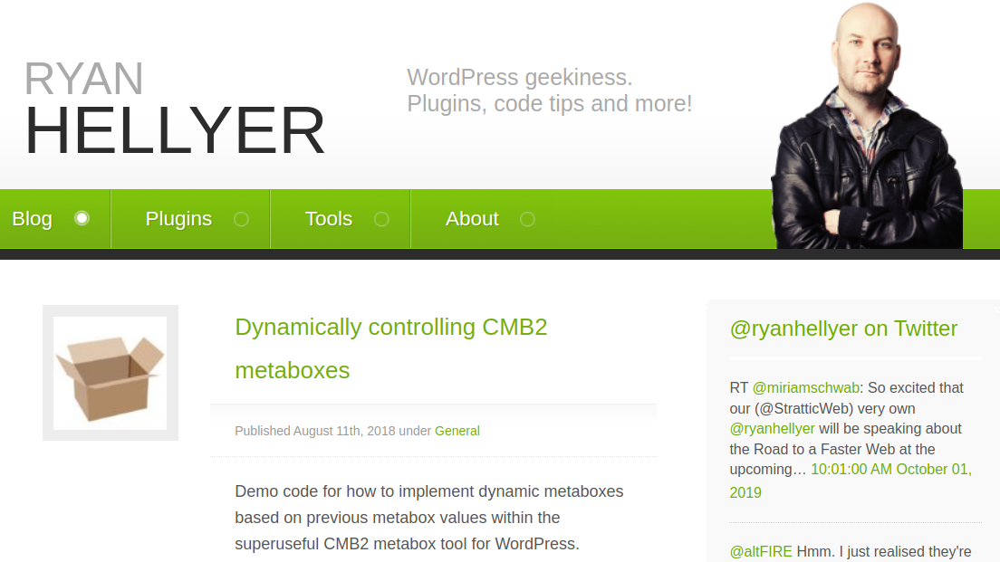 RYAN
HELLYER
WordPress geekiness.
Plugins, code tips and more!
Blog
Plugins
Tools
About
Dynamically controlling CMB2
metaboxes
Published August 11th, 2018 under General
Demo code for how to implement dynamic metaboxes
based on previous metabox values within the
superuseful CMB2 metabox tool for WordPress.
@ryanhellyer on Twitter
RT @miriamschwab: So excited that
our (@StratticWeb) very own
@ryanhellyer will be speaking about
the Road to a Faster Web at the
upcoming… 10:01:00 AM October 01,
2019
@altFIRE Hmm. I just realised they're